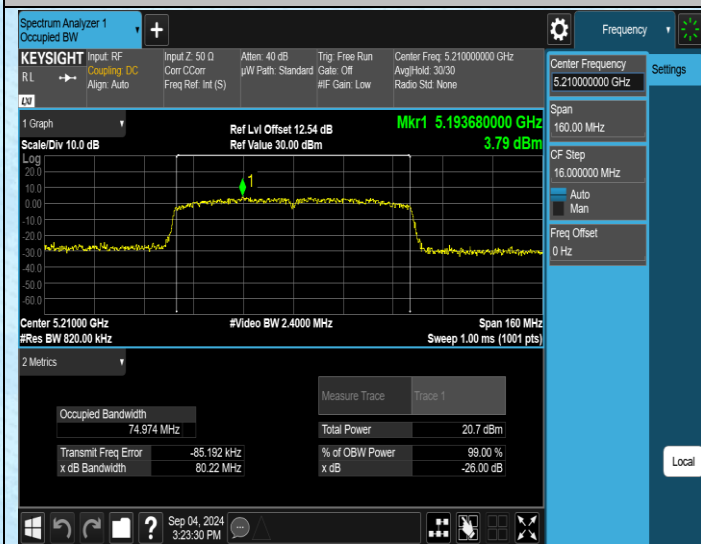 Spectrum Analyzer 1
Occupied BW
Frequency
KEYSIGHT
R L
LXI
Input: RF
Coupling: DC
Align: Auto
Input Z: 50 Ω
Corr CCorr
Freq Ref: Int (S)
Atten: 40 dB
µW Path: Standard
Trig: Free Run
Gate: Off
#IF Gain: Low
Center Freq: 5.210000000 GHz
Avg|Hold: 30/30
Radio Std: None
Center Frequency
5.210000000 GHz
Settings
Span
160.00 MHz
CF Step
16.000000 MHz
Auto
Man
Freq Offset
0 Hz
Local
1 Graph
Scale/Div 10.0 dB
Ref Lvl Offset 12.54 dB
Ref Value 30.00 dBm
Mkr1 5.193680000 GHz
3.79 dBm
Log
20.0
10.0
0.00
-10.0
-20.0
-30.0
-40.0
-50.0
-60.0
1
Center 5.21000 GHz
#Res BW 820.00 kHz
#Video BW 2.4000 MHz
Span 160 MHz
Sweep 1.00 ms (1001 pts)
2 Metrics
Measure Trace
Trace 1
Occupied Bandwidth
74.974 MHz
Total Power
20.7 dBm
Transmit Freq Error
-85.192 kHz
% of OBW Power
99.00 %
x dB Bandwidth
80.22 MHz
x dB
-26.00 dB
?
Sep 04, 2024
3:23:30 PM